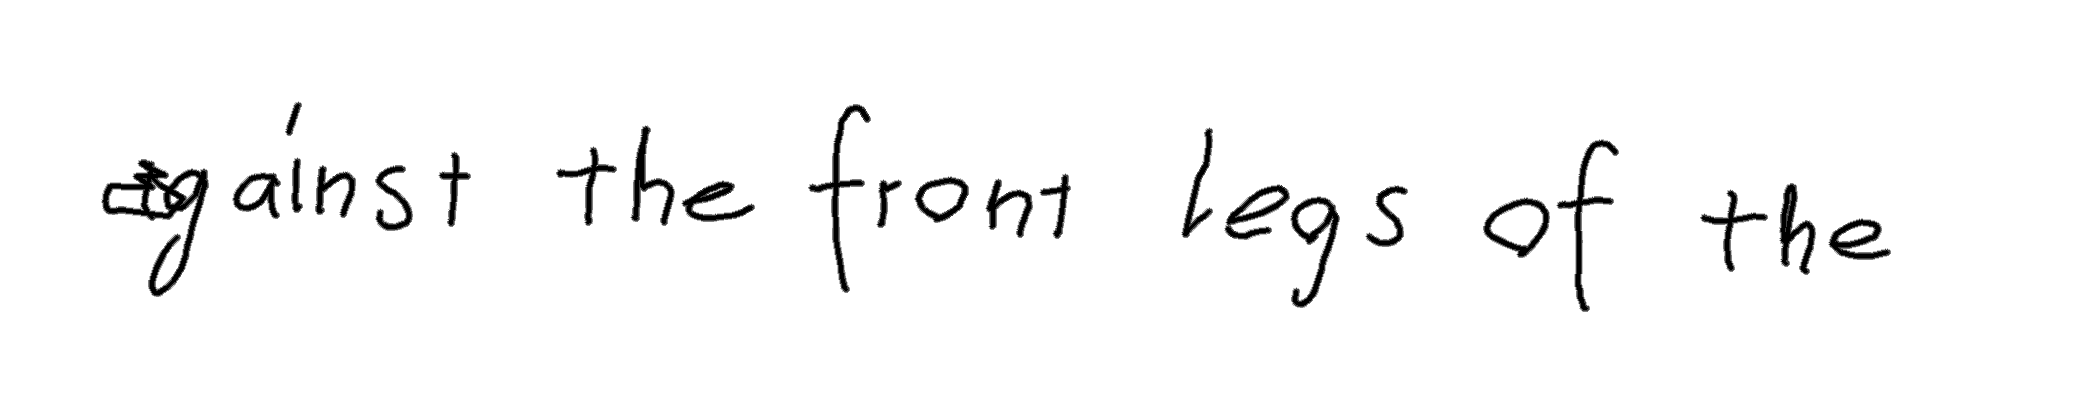 against the front legs of the